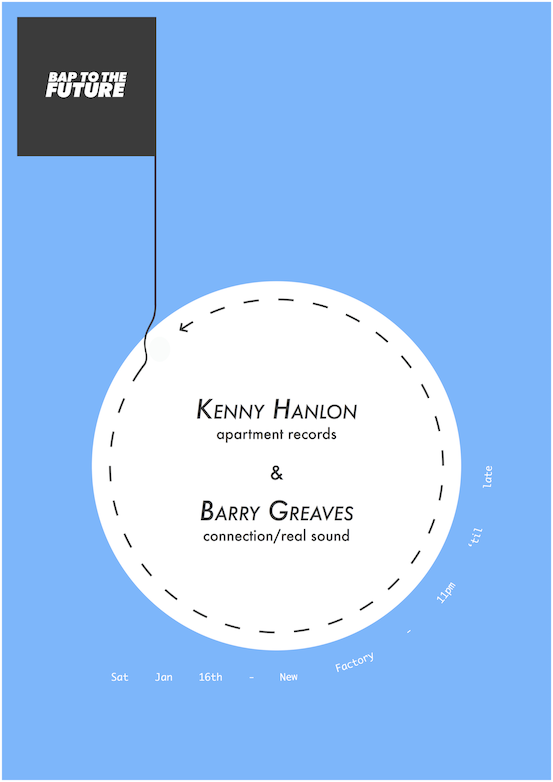 BAP TO THE
FUTURE
KENNY HANLON
apartment records
&
BARRY GREAVES
connection/real sound
Sat Jan 16th - New Factory - 11pm 'til late